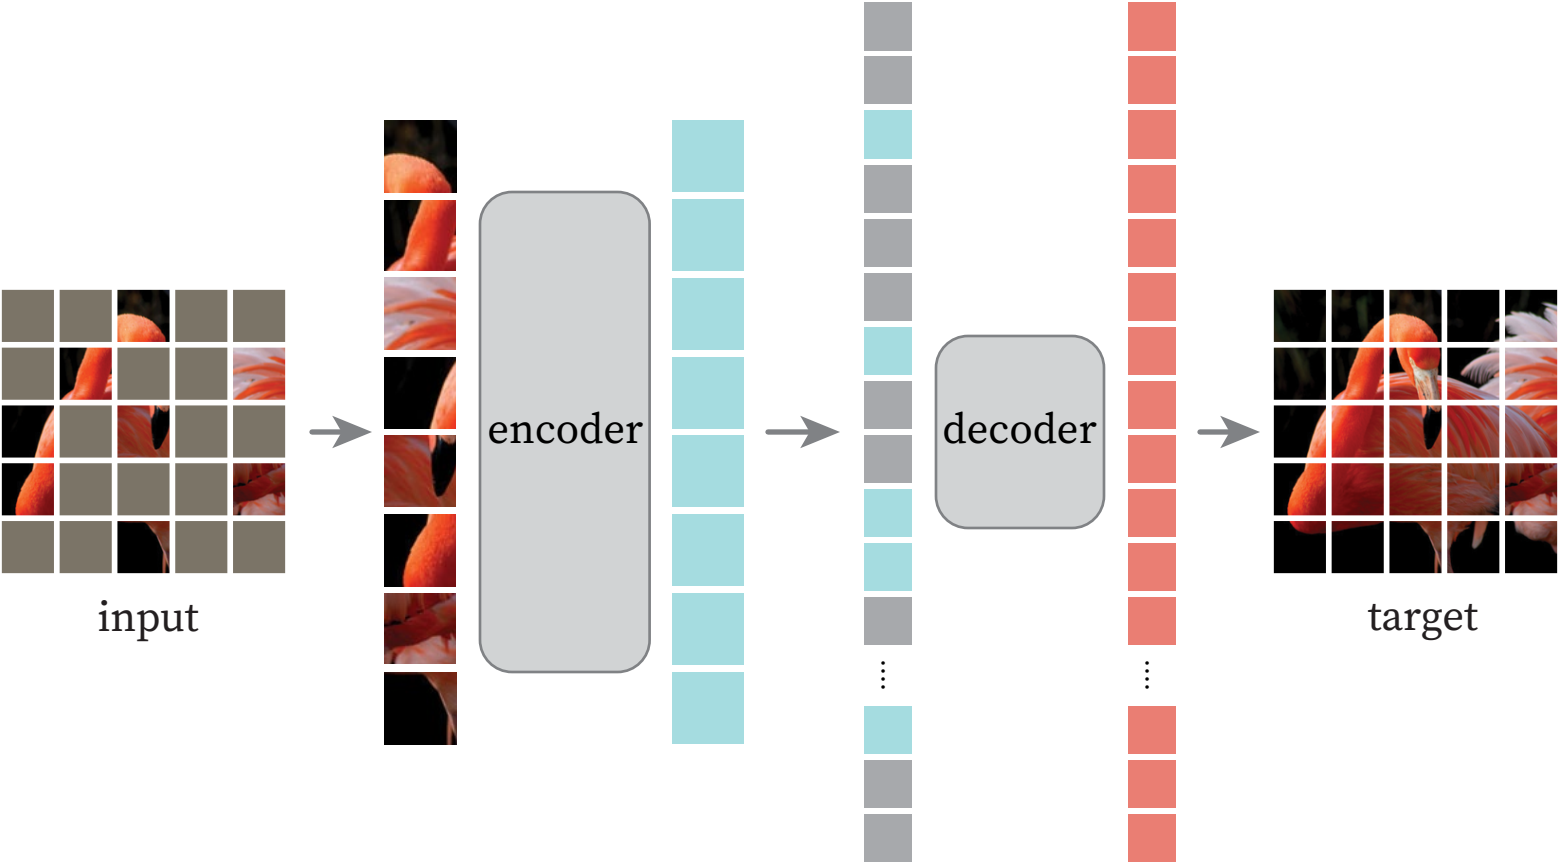 input
encoder
decoder
target